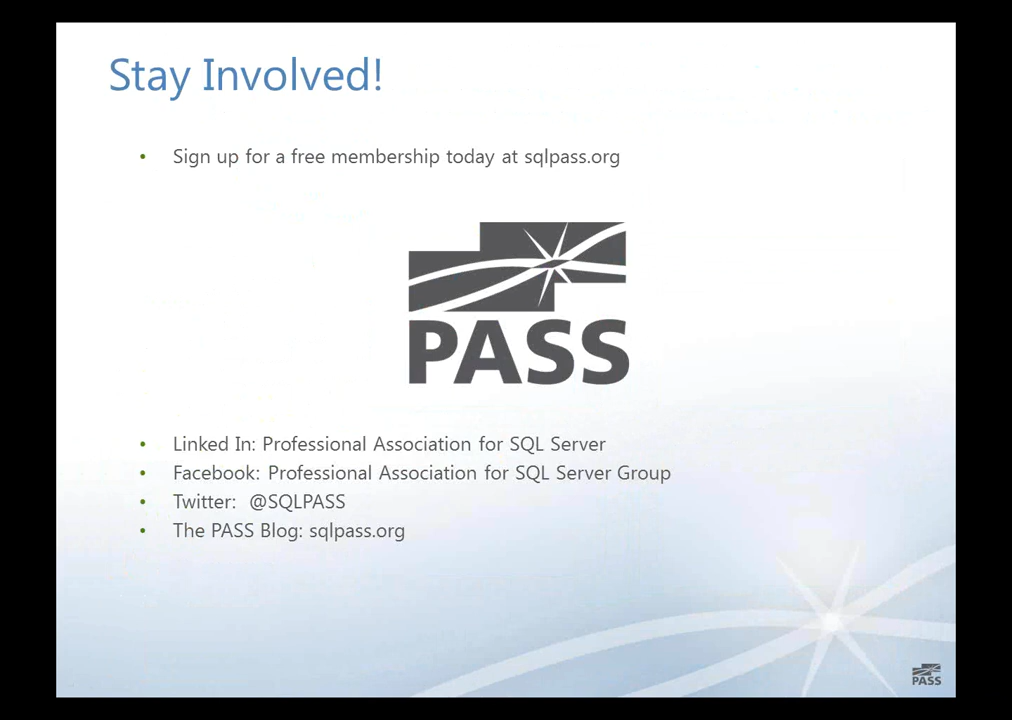 Stay Involved!
• Sign up for a free membership today at sqlpass.org
PASS
• Linked In: Professional Association for SQL Server
• Facebook: Professional Association for SQL Server Group
• Twitter:  @SQLPASS
• The PASS Blog: sqlpass.org
PASS